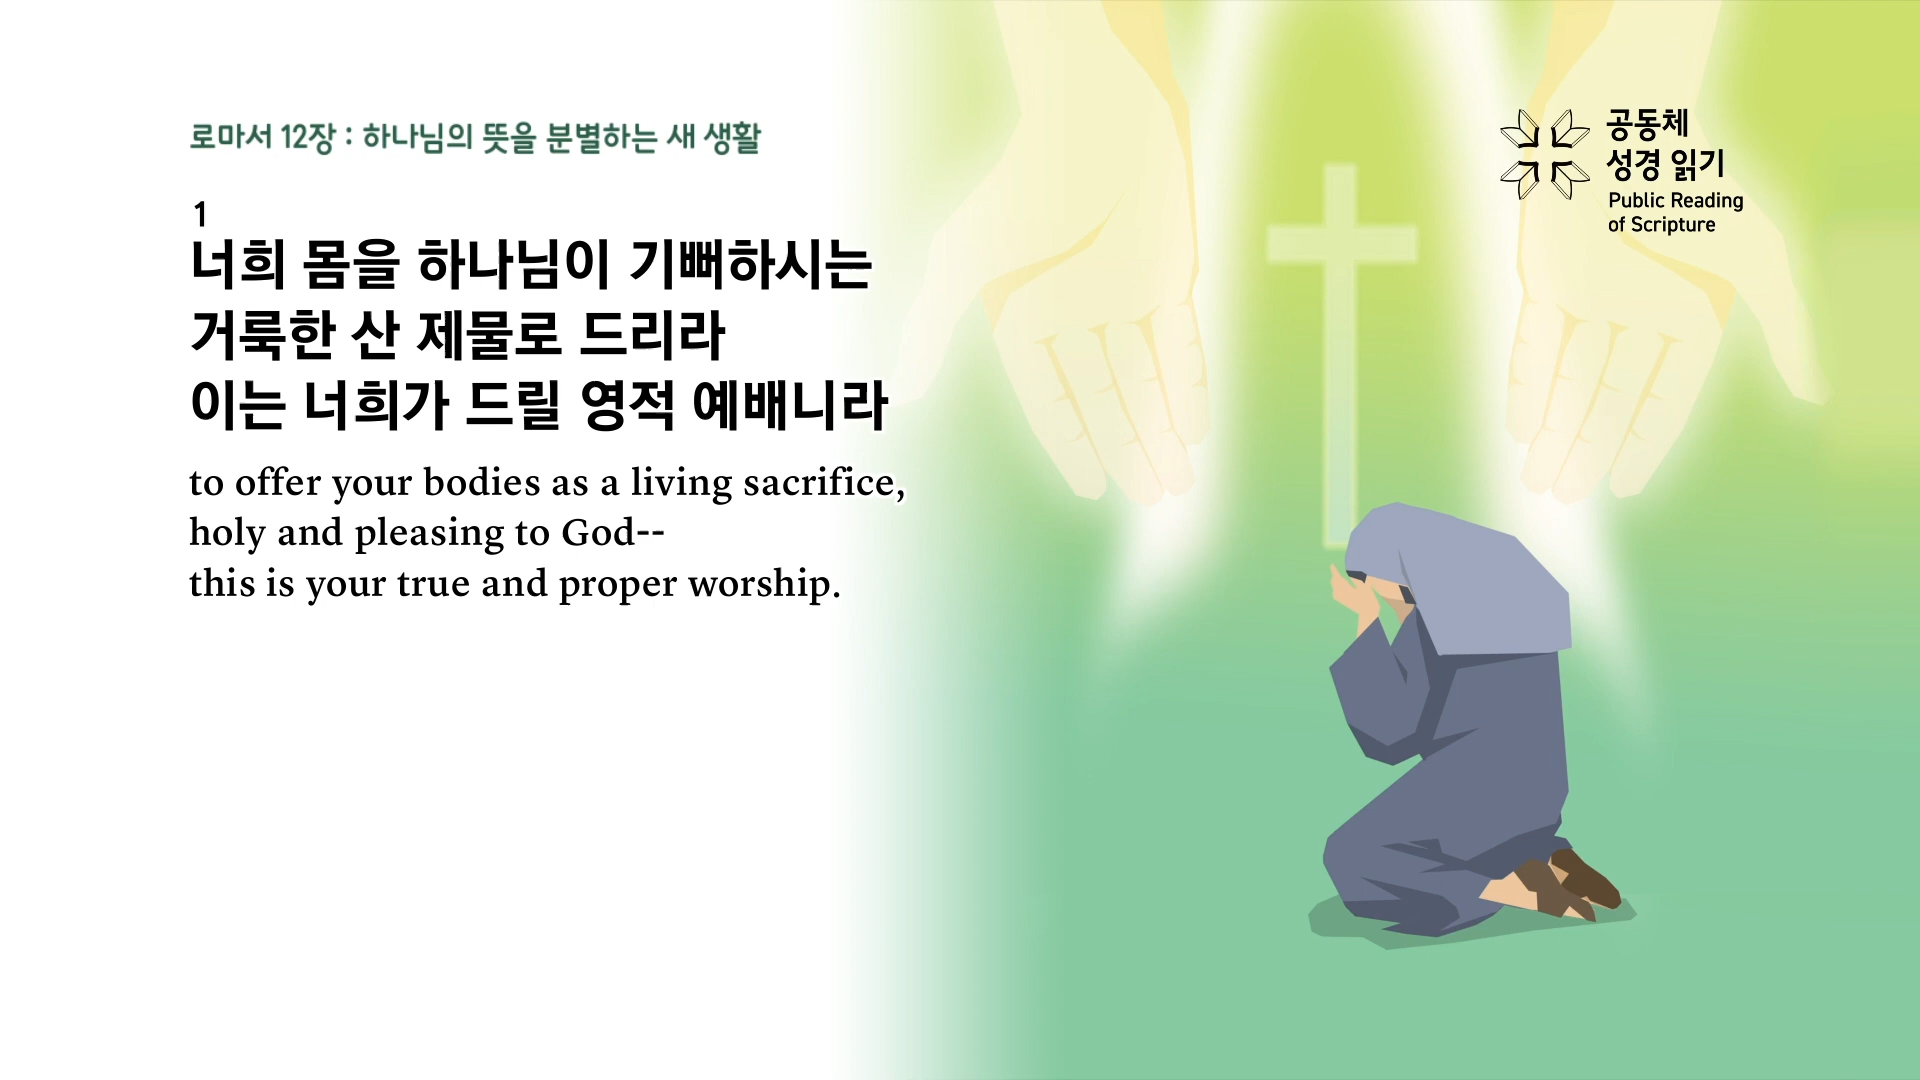 로마서 12장 : 하나님의 뜻을 분별하는 새 생활
1
너희 몸을 하나님이 기뻐하시는
거룩한 산 제물로 드리라
이는 너희가 드릴 영적 예배니라
to offer your bodies as a living sacrifice,
holy and pleasing to God--
this is your true and proper worship.
공동체
성경 읽기
Public Reading
of Scripture